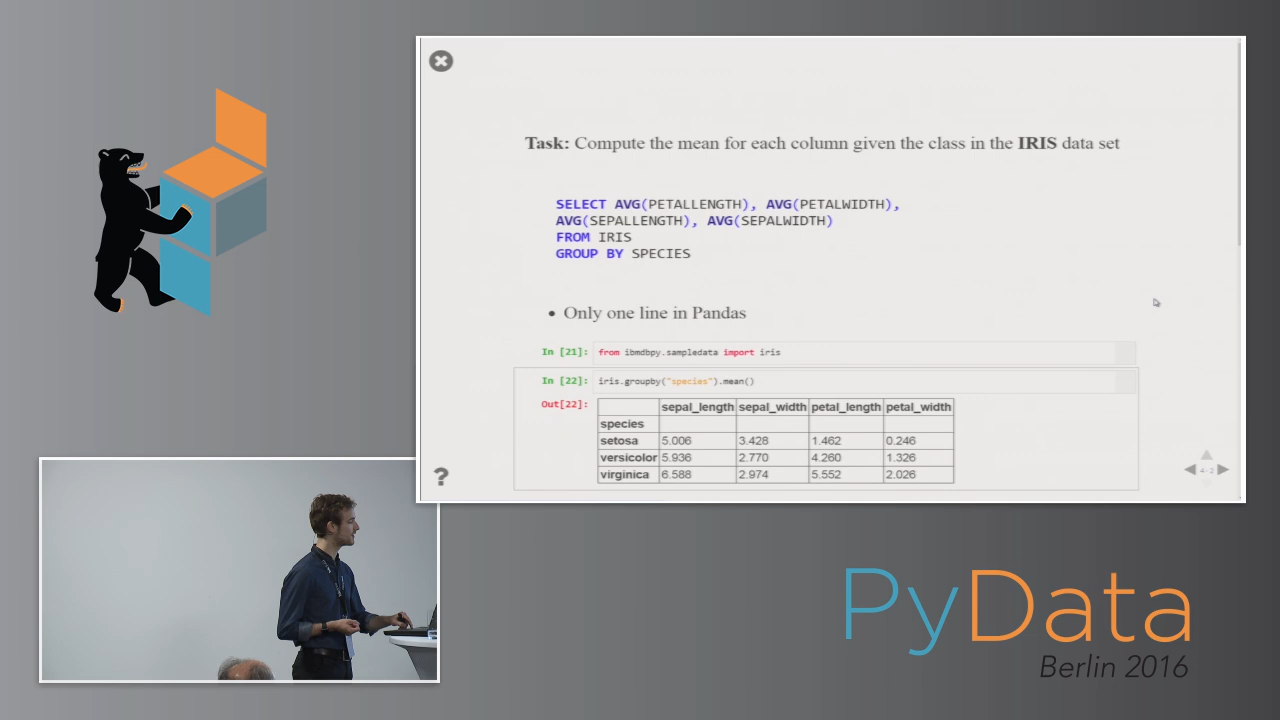 Task: Compute the mean for each column given the class in the IRIS data set
SELECT AVG(PETALLENGTH), AVG(PETALWIDTH),
AVG(SEPALLENGTH), AVG(SEPALWIDTH)
FROM IRIS
GROUP BY SPECIES
• Only one line in Pandas
In [21]: from ibmdbpy.sampledata import iris
In [22]: iris.groupby("species").mean()
Out[22]:
sepal_length sepal_width petal_length petal_width
species
setosa 5.006 3.428 1.462 0.246
versicolor 5.936 2.770 4.260 1.326
virginica 6.588 2.974 5.552 2.026
?
4-2
PyData
Berlin 2016